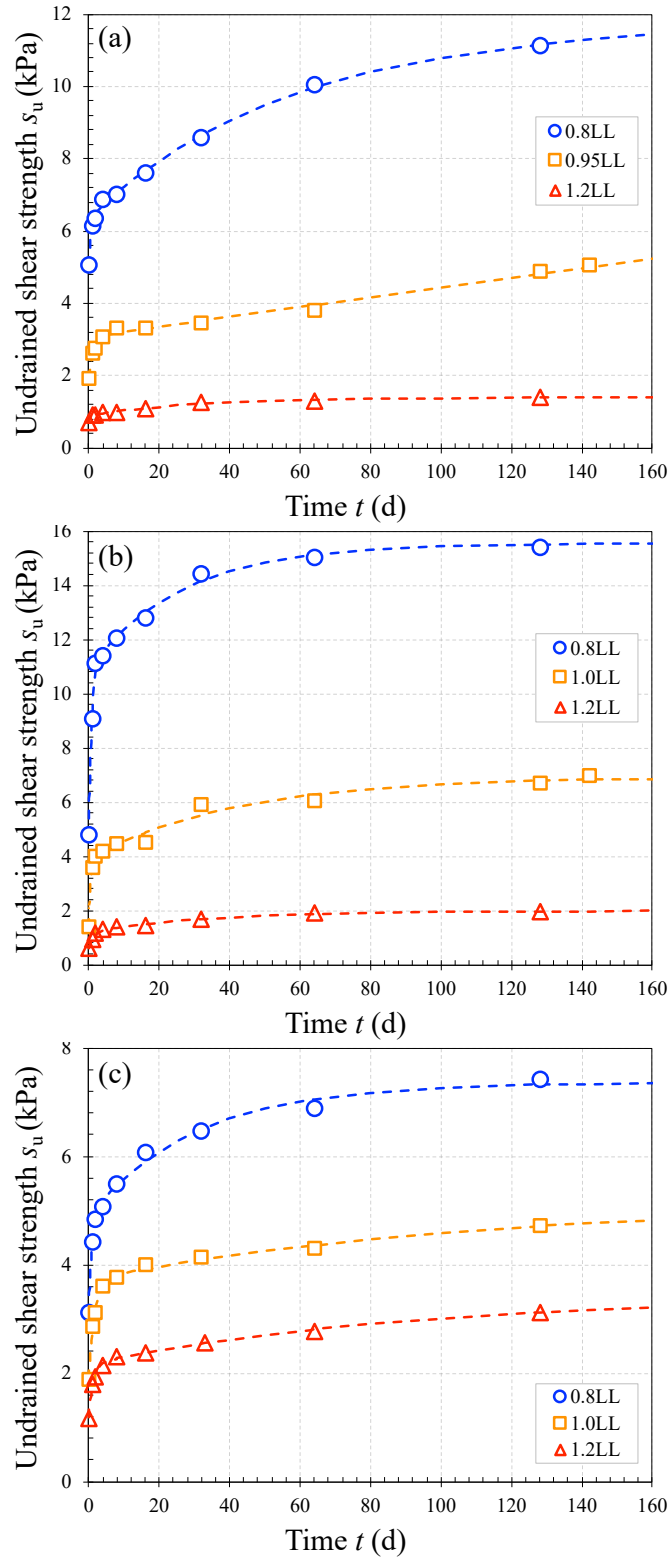 (a)
Undrained shear strength su (kPa)
12
10
8
6
4
2
0
0.8LL
0.95LL
1.2LL
0 20 40 60 80 100 120 140 160
Time t (d)
(b)
Undrained shear strength su (kPa)
16
14
12
10
8
6
4
2
0
0.8LL
1.0LL
1.2LL
0 20 40 60 80 100 120 140 160
Time t (d)
(c)
Undrained shear strength su (kPa)
8
6
4
2
0
0.8LL
1.0LL
1.2LL
0 20 40 60 80 100 120 140 160
Time t (d)